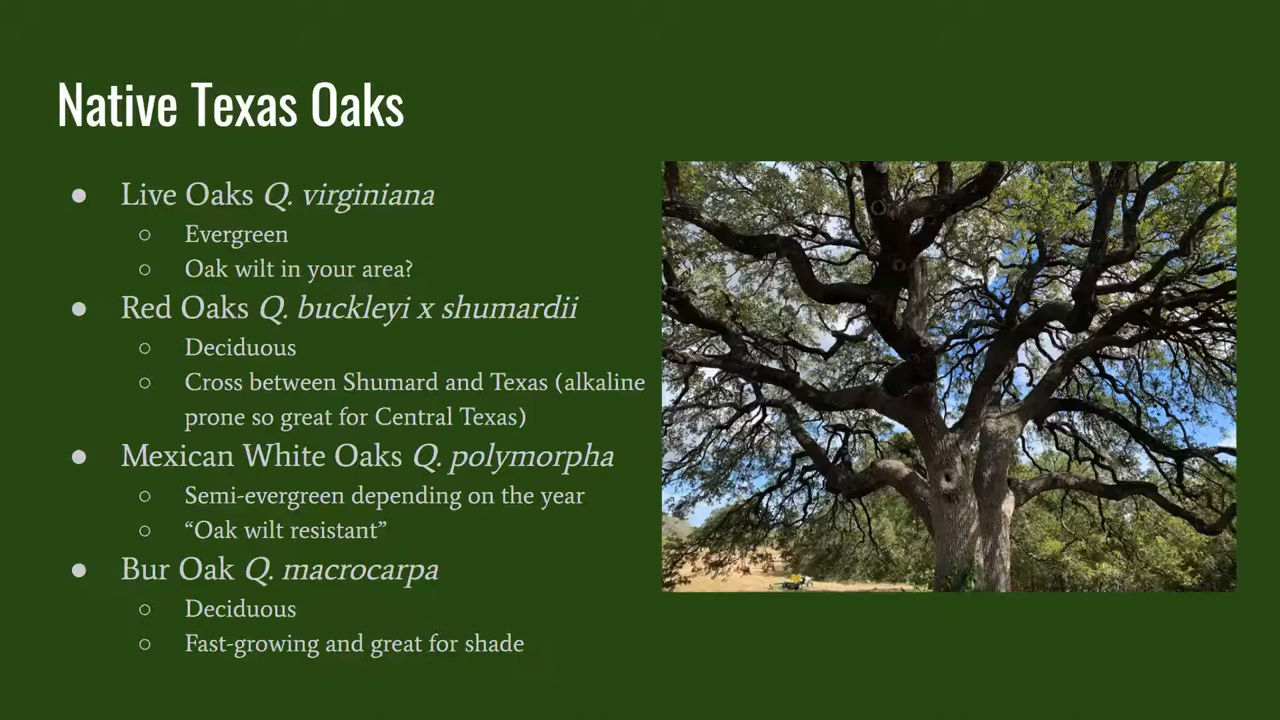 Native Texas Oaks
● Live Oaks Q. virginiana
○ Evergreen
○ Oak wilt in your area?
● Red Oaks Q. buckleyi x shumardii
○ Deciduous
○ Cross between Shumard and Texas (alkaline
prone so great for Central Texas)
● Mexican White Oaks Q. polymorpha
○ Semi-evergreen depending on the year
○ “Oak wilt resistant”
● Bur Oak Q. macrocarpa
○ Deciduous
○ Fast-growing and great for shade